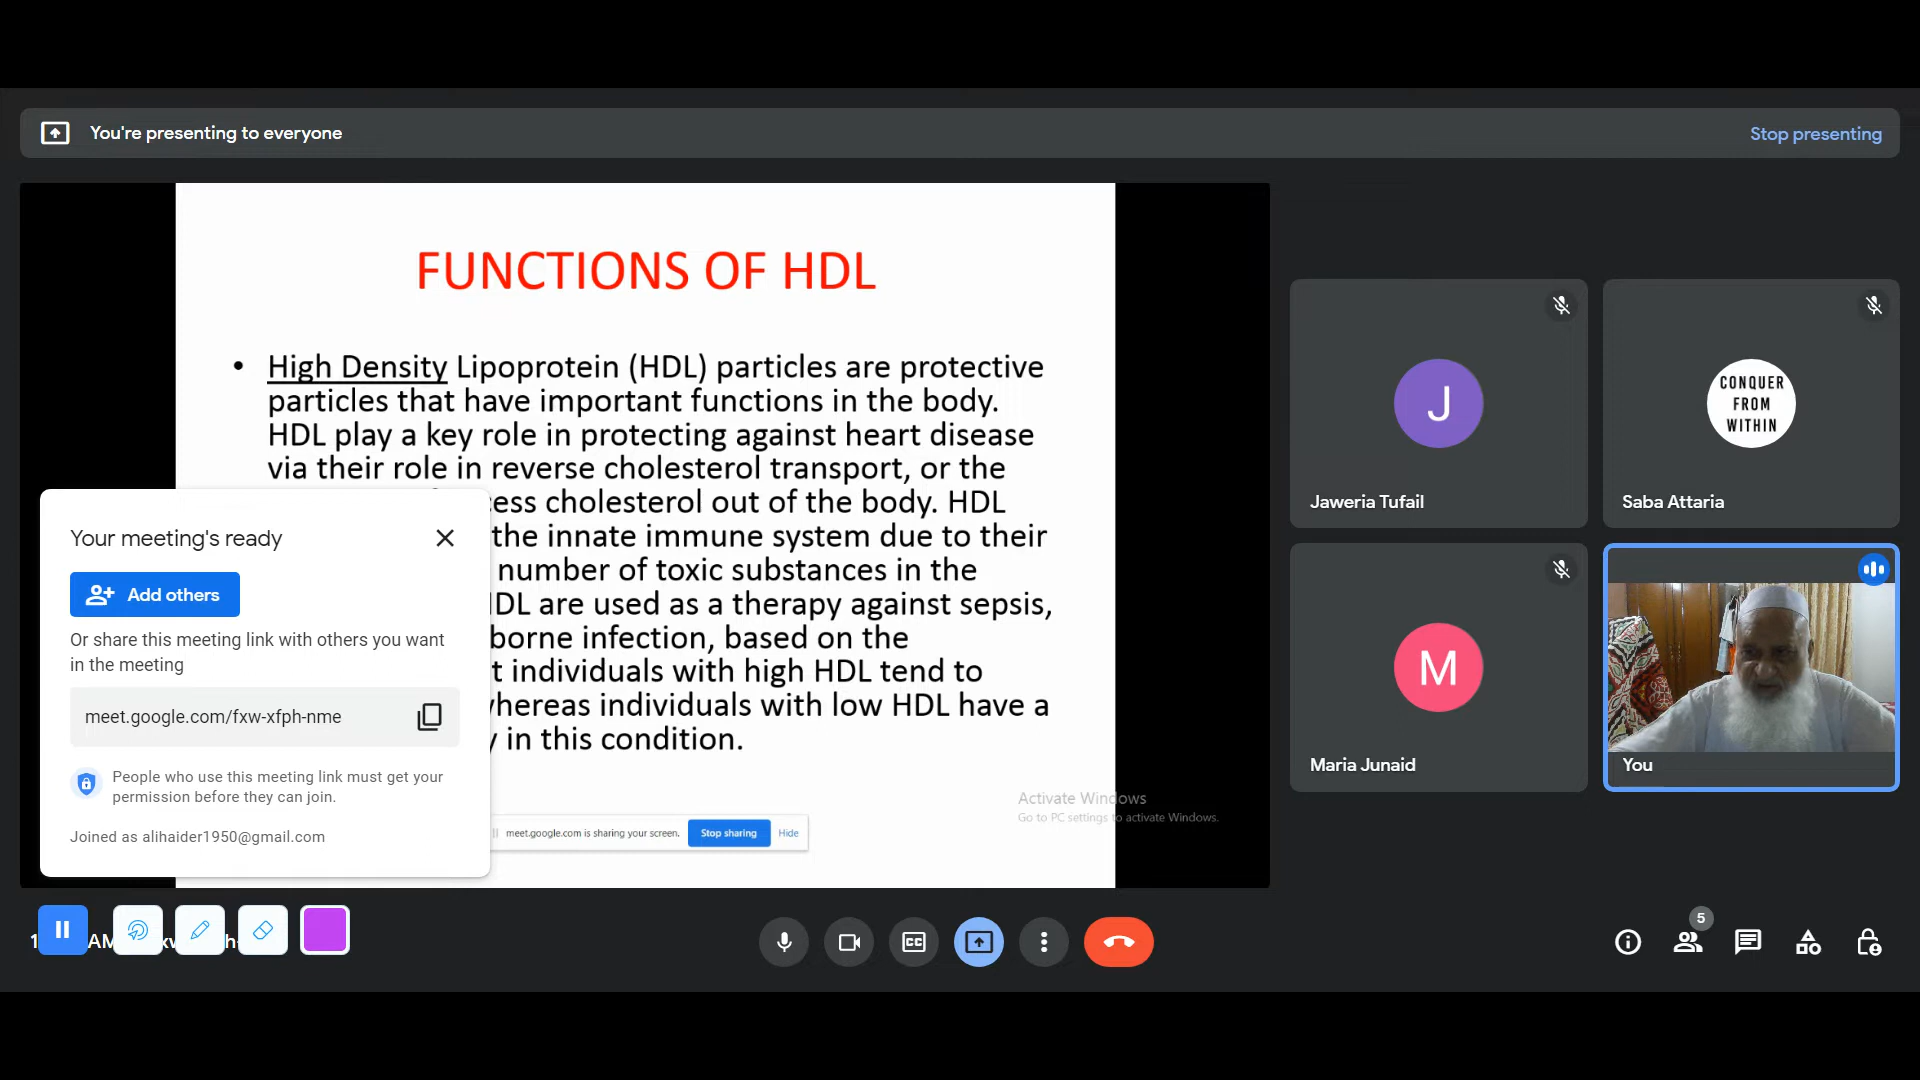 You're presenting to everyone
Stop presenting
FUNCTIONS OF HDL
• High Density Lipoprotein (HDL) particles are protective
particles that have important functions in the body.
HDL play a key role in protecting against heart disease
via their role in reverse cholesterol transport, or the
cholesterol out of the body. HDL
the innate immune system due to their
number of toxic substances in the
are used as a therapy against sepsis,
borne infection, based on the
individuals with high HDL tend to
whereas individuals with low HDL have a
in this condition.
Your meeting's ready
Add others
Or share this meeting link with others you want
in the meeting
meet.google.com/fxw-xfph-nme
People who use this meeting link must get your
permission before they can join.
Joined as alihaider1950@gmail.com
meet.google.com is sharing your screen.
Stop sharing
Hide
Activate Windows
Go to PC settings to activate Windows.
J
Jaweria Tufail
CONQUER
FROM
WITHIN
Saba Attaria
M
Maria Junaid
You
AM
CC
5